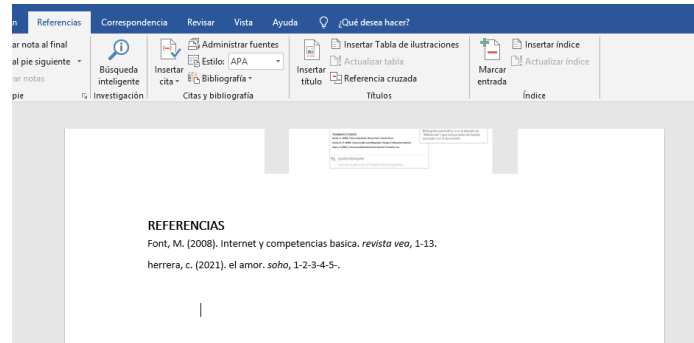 n Referencias Correspondencia Revisar Vista Ayuda ¿Qué desea hacer?
ar nota al final
al pie siguiente
ar notas
pie
Búsqueda
inteligente
Investigación
Insertar
cita
Administrar fuentes
Estilo: APA
Bibliografía
Citas y bibliografía
Insertar
título
Insertar Tabla de ilustraciones
Actualizar tabla
Referencia cruzada
Títulos
Marcar
entrada
Insertar índice
Actualizar índice
Índice
REFERENCIAS
Font, M. (2008). Internet y competencias basica. revista vea, 1-13.
herrera, c. (2021). el amor. soho, 1-2-3-4-5-.